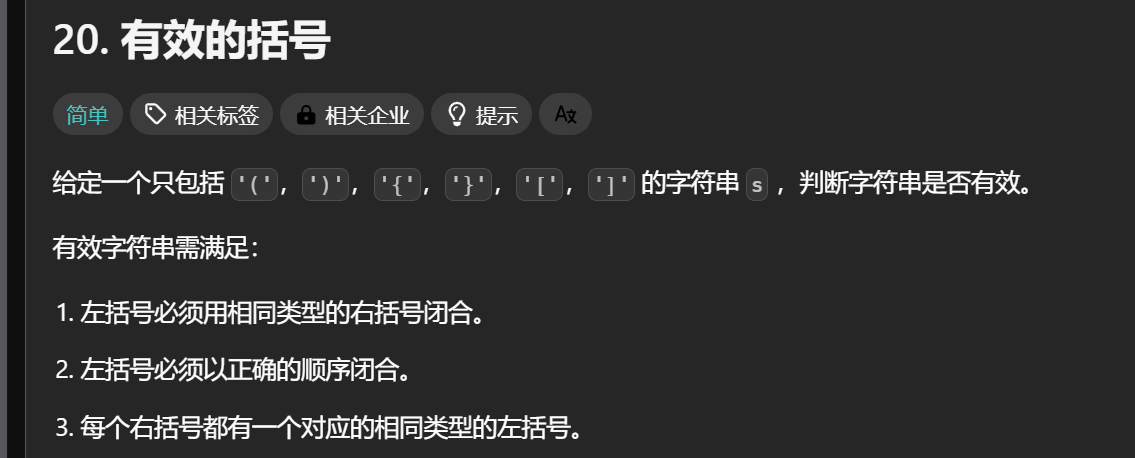 20. 有效的括号
简单 相关标签 相关企业 提示 A文
给定一个只包括 '('，')'，'{'，'}'，'['，']' 的字符串 s ，判断字符串是否有效。
有效字符串需满足：
1. 左括号必须用相同类型的右括号闭合。
2. 左括号必须以正确的顺序闭合。
3. 每个右括号都有一个对应的相同类型的左括号。